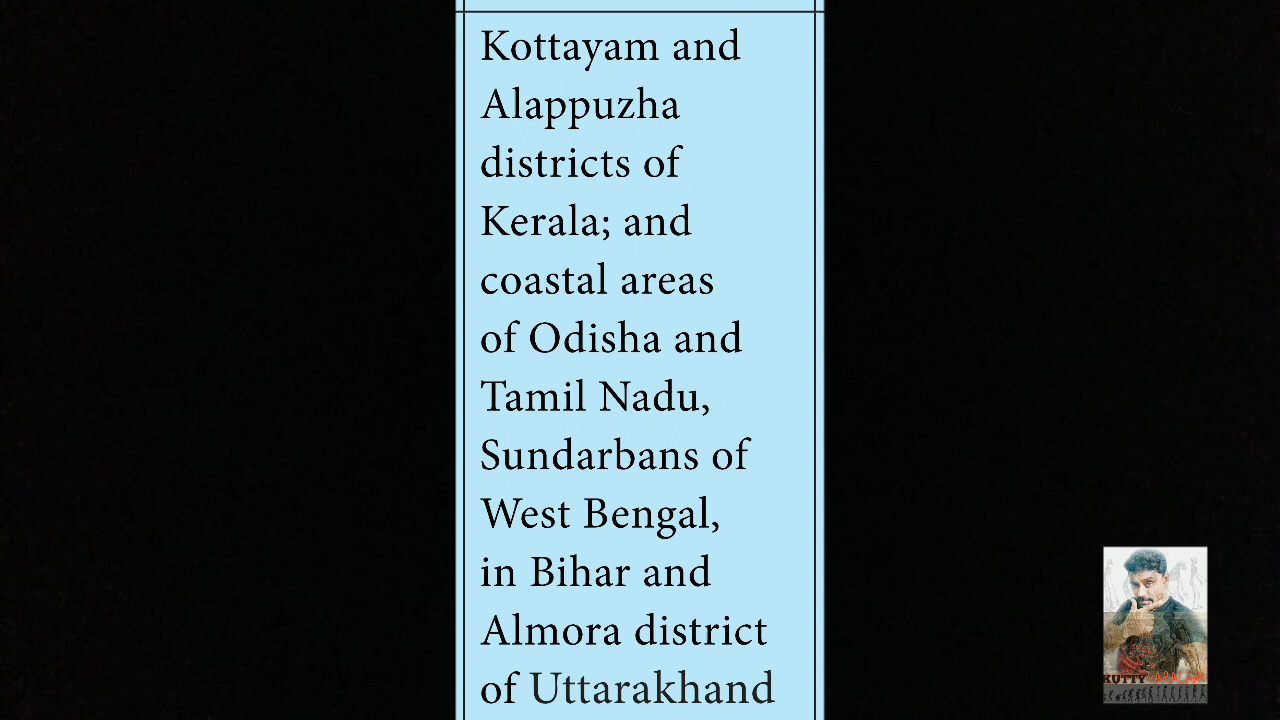 Kottayam and
Alappuzha
districts of
Kerala; and
coastal areas
of Odisha and
Tamil Nadu,
Sundarbans of
West Bengal,
in Bihar and
Almora district
of Uttarakhand
KUTTY